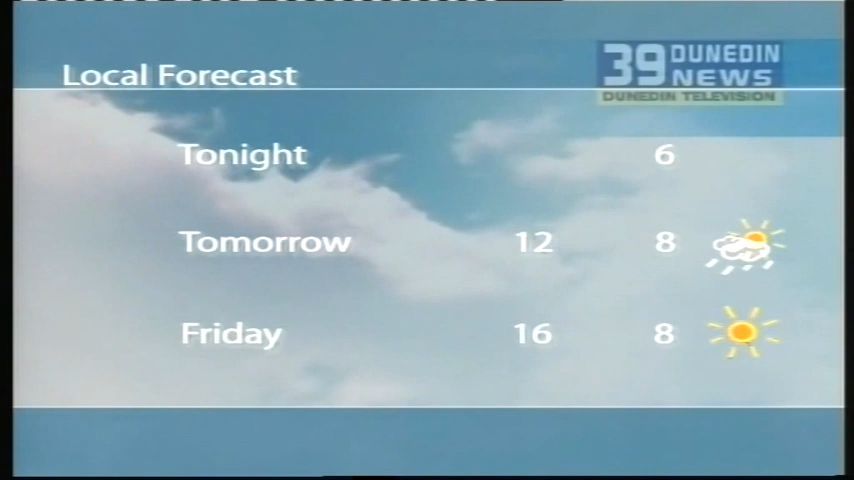 Local Forecast
39 DUNEDIN NEWS
DUNEDIN TELEVISION
Tonight 6
Tomorrow 12 8
Friday 16 8